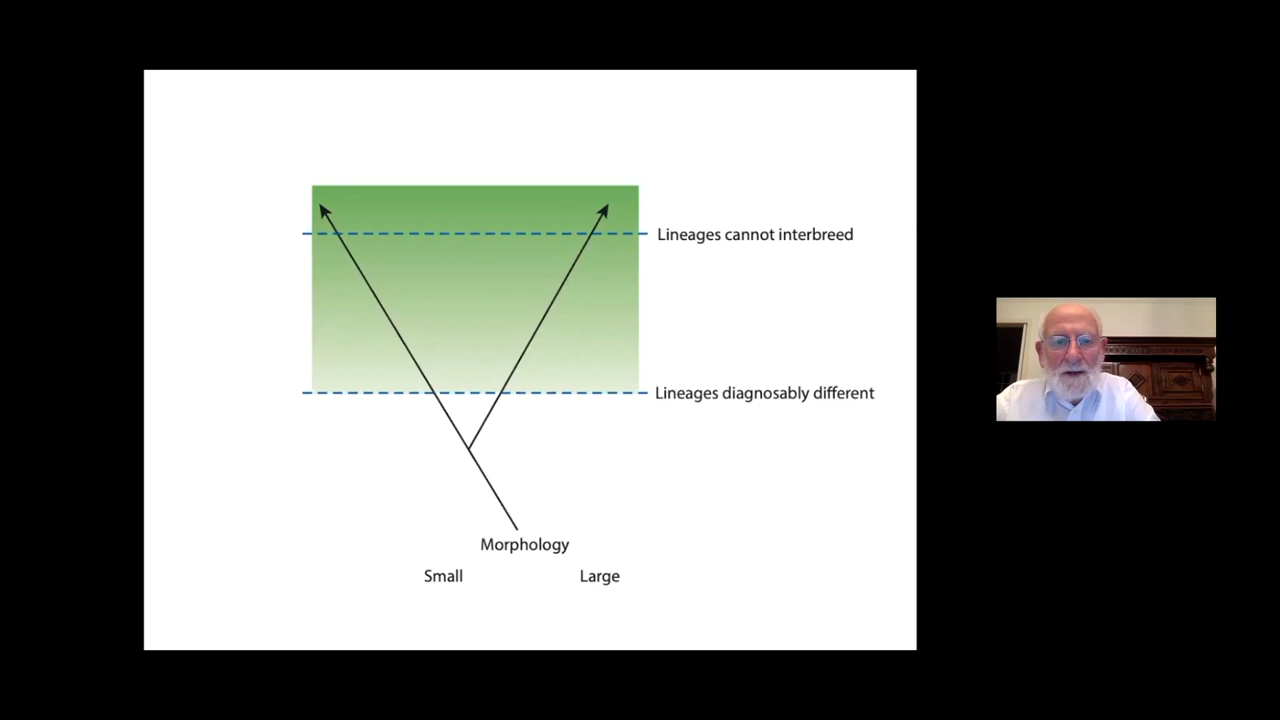 Lineages cannot interbreed
Lineages diagnosably different
Morphology
Small Large